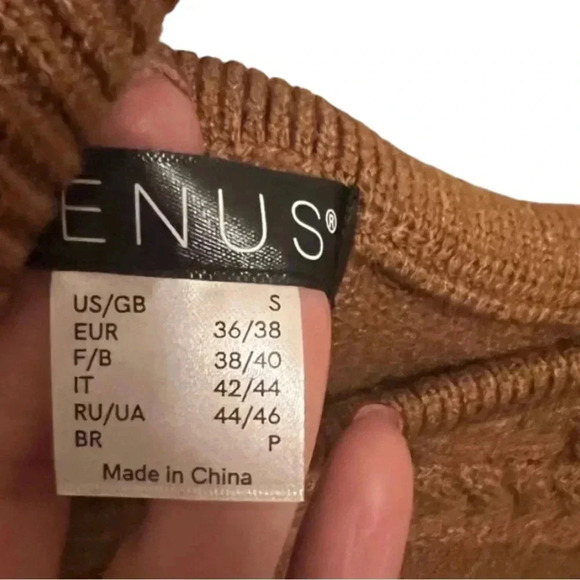 ENUS®
US/GB S
EUR 36/38
F/B 38/40
IT 42/44
RU/UA 44/46
BR P
Made in China